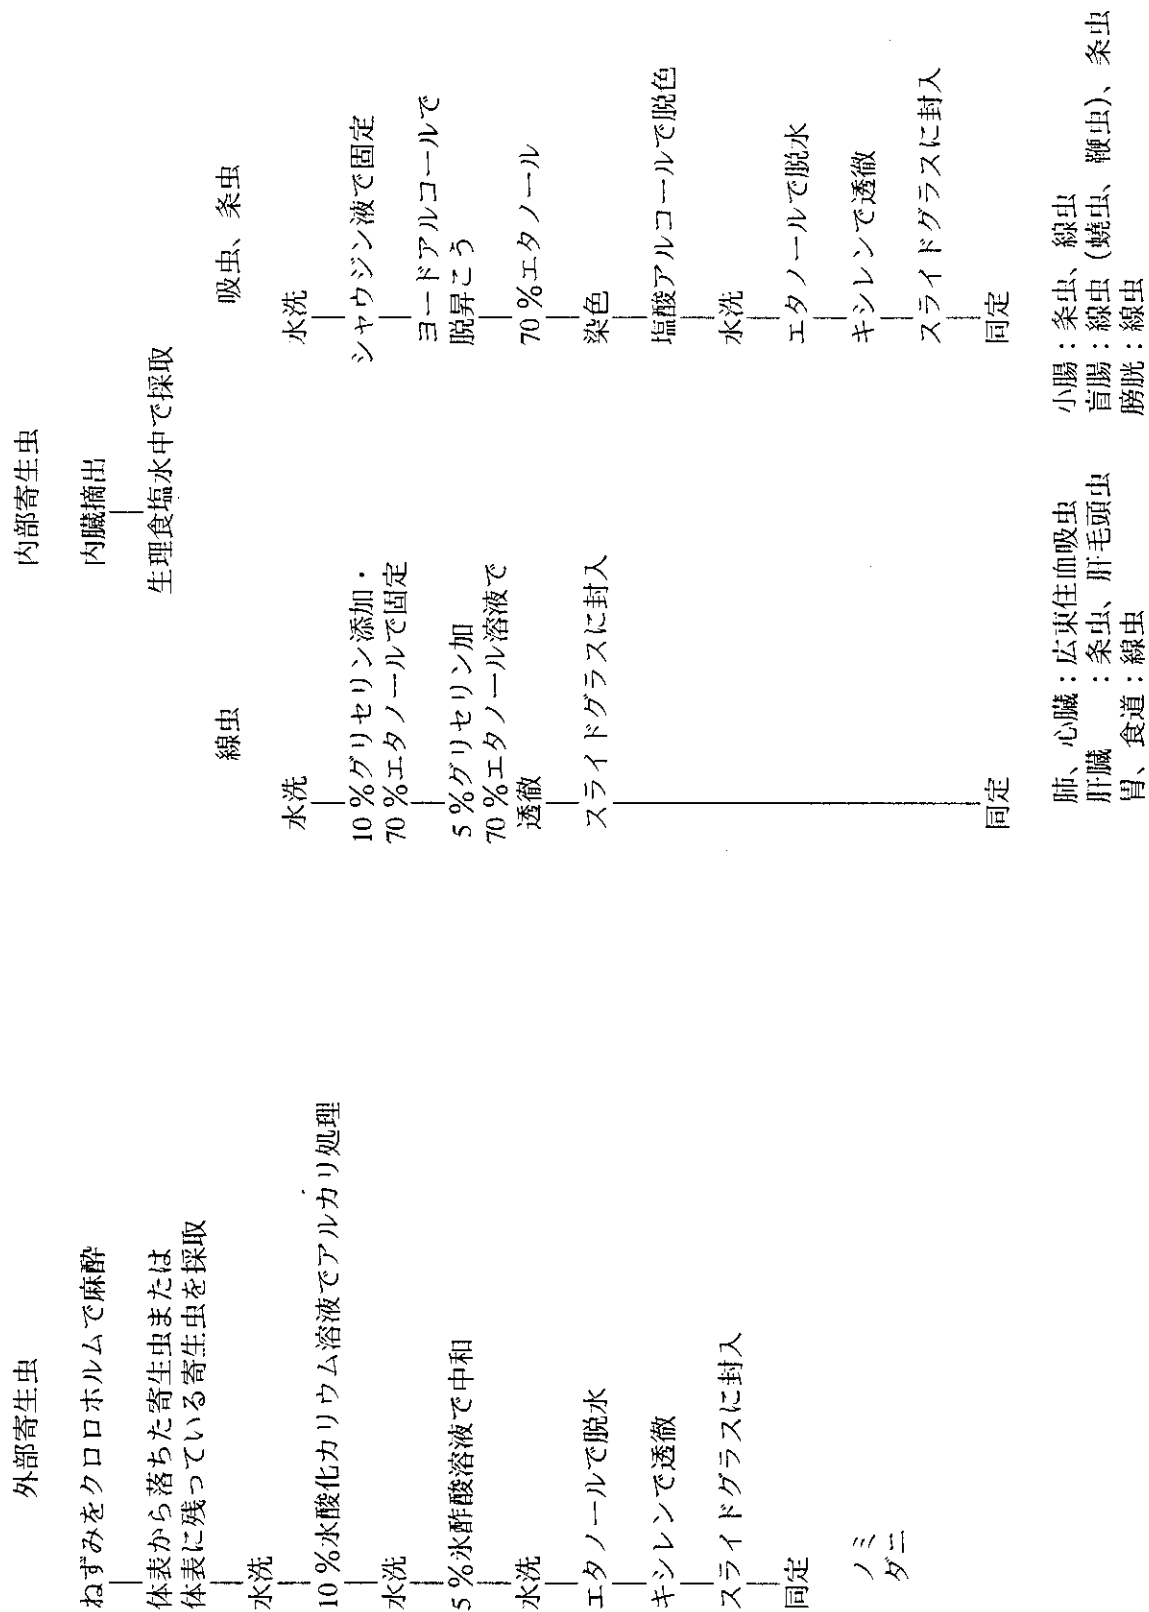 外部寄生虫
ねずみをクロロホルムで麻酔
体表から落ちた寄生虫または
体表に残っている寄生虫を採取
水洗
10%水酸化カリウム溶液でアルカリ処理
水洗
5%氷酢酸溶液で中和
水洗
エタノールで脱水
キシレンで透徹
スライドグラスに封入
同定
ノミ
ダニ
内部寄生虫
内臓摘出
生理食塩水中で採取
線虫
水洗
10%グリセリン添加・
70%エタノールで固定
5%グリセリン加
70%エタノール溶液で
透徹
スライドグラスに封入
同定
吸虫、条虫
水洗
シャウジン液で固定
ヨードアルコールで
脱昇こう
70%エタノール
染色
塩酸アルコールで脱色
水洗
エタノールで脱水
キシレンで透徹
スライドグラスに封入
同定
肺、心臓：広東住血吸虫
肝臓　：条虫、肝毛頭虫
胃、食道：線虫
小腸：条虫、線虫
盲腸：線虫（蟯虫、鞭虫）、条虫
膀胱：線虫